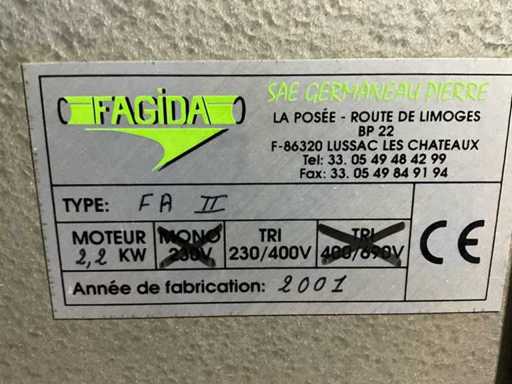 FAGIDA
SAE GERMANEAU PIERRE
LA POSÉE - ROUTE DE LIMOGES
BP 22
F-86320 LUSSAC LES CHATEAUX
Tel: 33. 05 49 48 42 99
Fax: 33. 05 49 84 91 94
TYPE: FA II
MOTEUR
2,2 KW
MONO
230V
TRI
230/400V
TRI
400/690V
CE
Année de fabrication: 2001